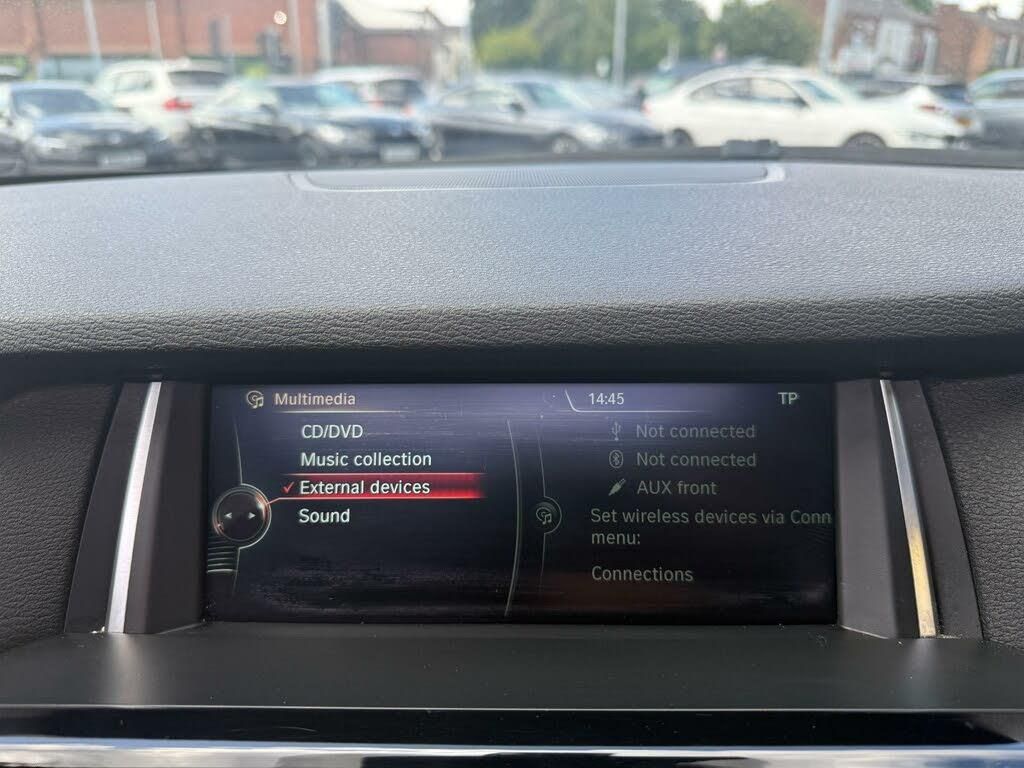 Multimedia
14:45
TP
CD/DVD
Music collection
External devices
Sound
Not connected
Not connected
AUX front
Set wireless devices via Conn
menu:
Connections